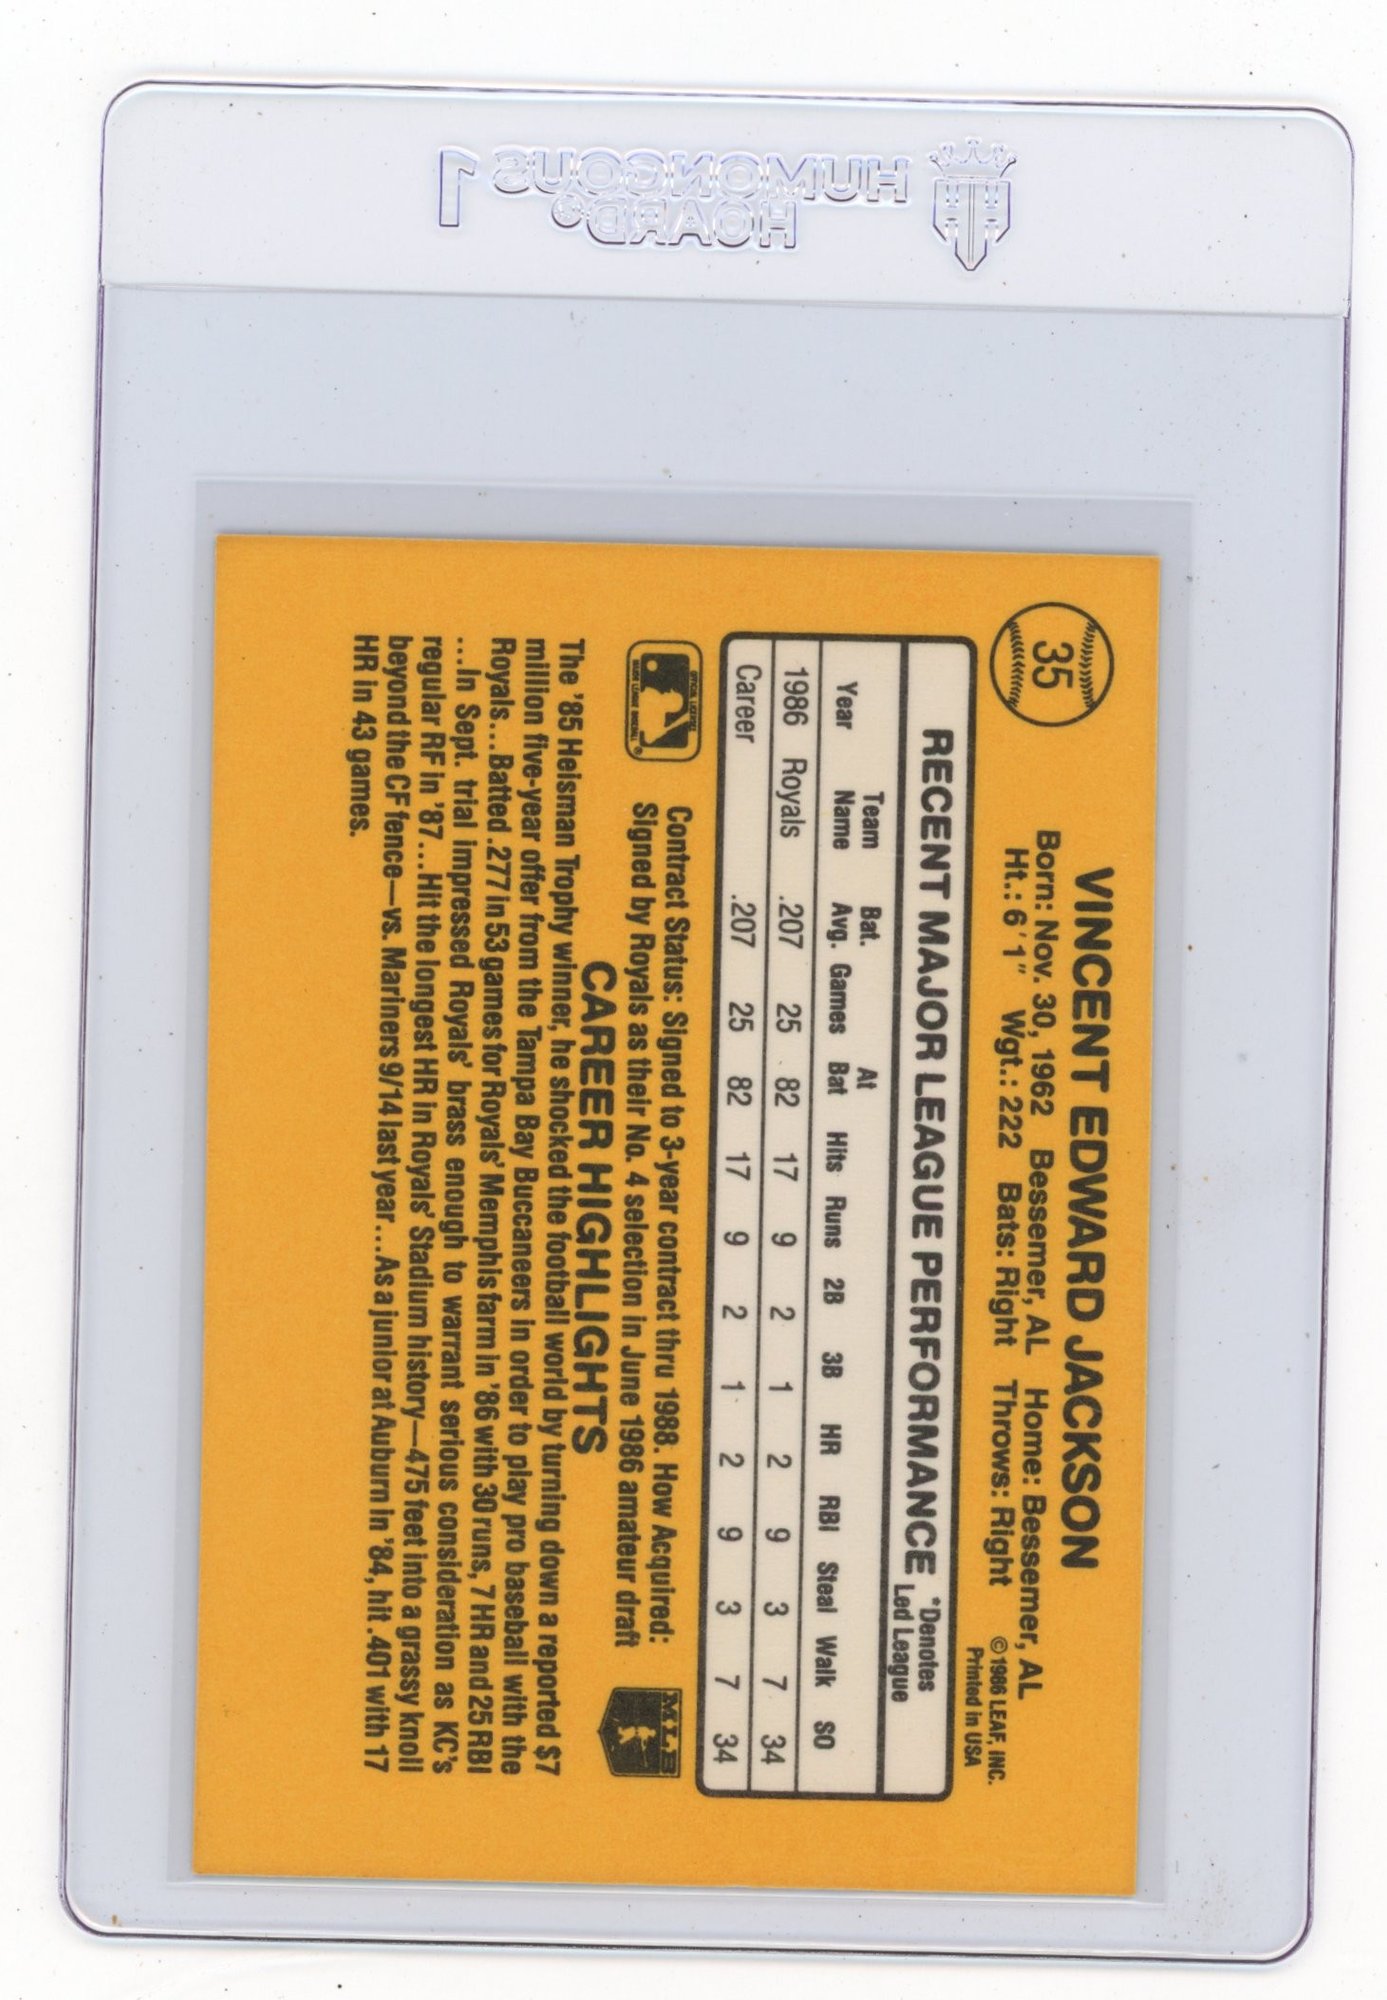 HUMONGOUS 1
HOARD®
35
VINCENT EDWARD JACKSON
Born: Nov. 30, 1962 Bessemer, AL Home: Bessemer, AL
Ht.: 6'1" Wgt.: 222 Bats: Right Throws: Right
©1986 LEAF, INC.
Printed in USA
RECENT MAJOR LEAGUE PERFORMANCE *Denotes
Led League
Team Bat. At
Year Name Avg. Games Bat Hits Runs 2B 3B HR RBI Steal Walk SO
1986 Royals .207 25 82 17 9 2 1 2 9 3 7 34
Career .207 25 82 17 9 2 1 2 9 3 7 34
OFFICIAL LICENSEE
MAJOR LEAGUE BASEBALL ®
Contract Status: Signed to 3-year contract thru 1988. How Acquired:
Signed by Royals as their No. 4 selection in June 1986 amateur draft
MLB
CAREER HIGHLIGHTS
The '85 Heisman Trophy winner, he shocked the football world by turning down a reported $7
million five-year offer from the Tampa Bay Buccaneers in order to play pro baseball with the
Royals...Batted .277 in 53 games for Royals' Memphis farm in '86 with 30 runs, 7 HR and 25 RBI
...In Sept. trial impressed Royals' brass enough to warrant serious consideration as KC's
regular RF in '87...Hit the longest HR in Royals' Stadium history—475 feet into a grassy knoll
beyond the CF fence—vs. Mariners 9/14 last year...As a junior at Auburn in '84, hit .401 with 17
HR in 43 games.